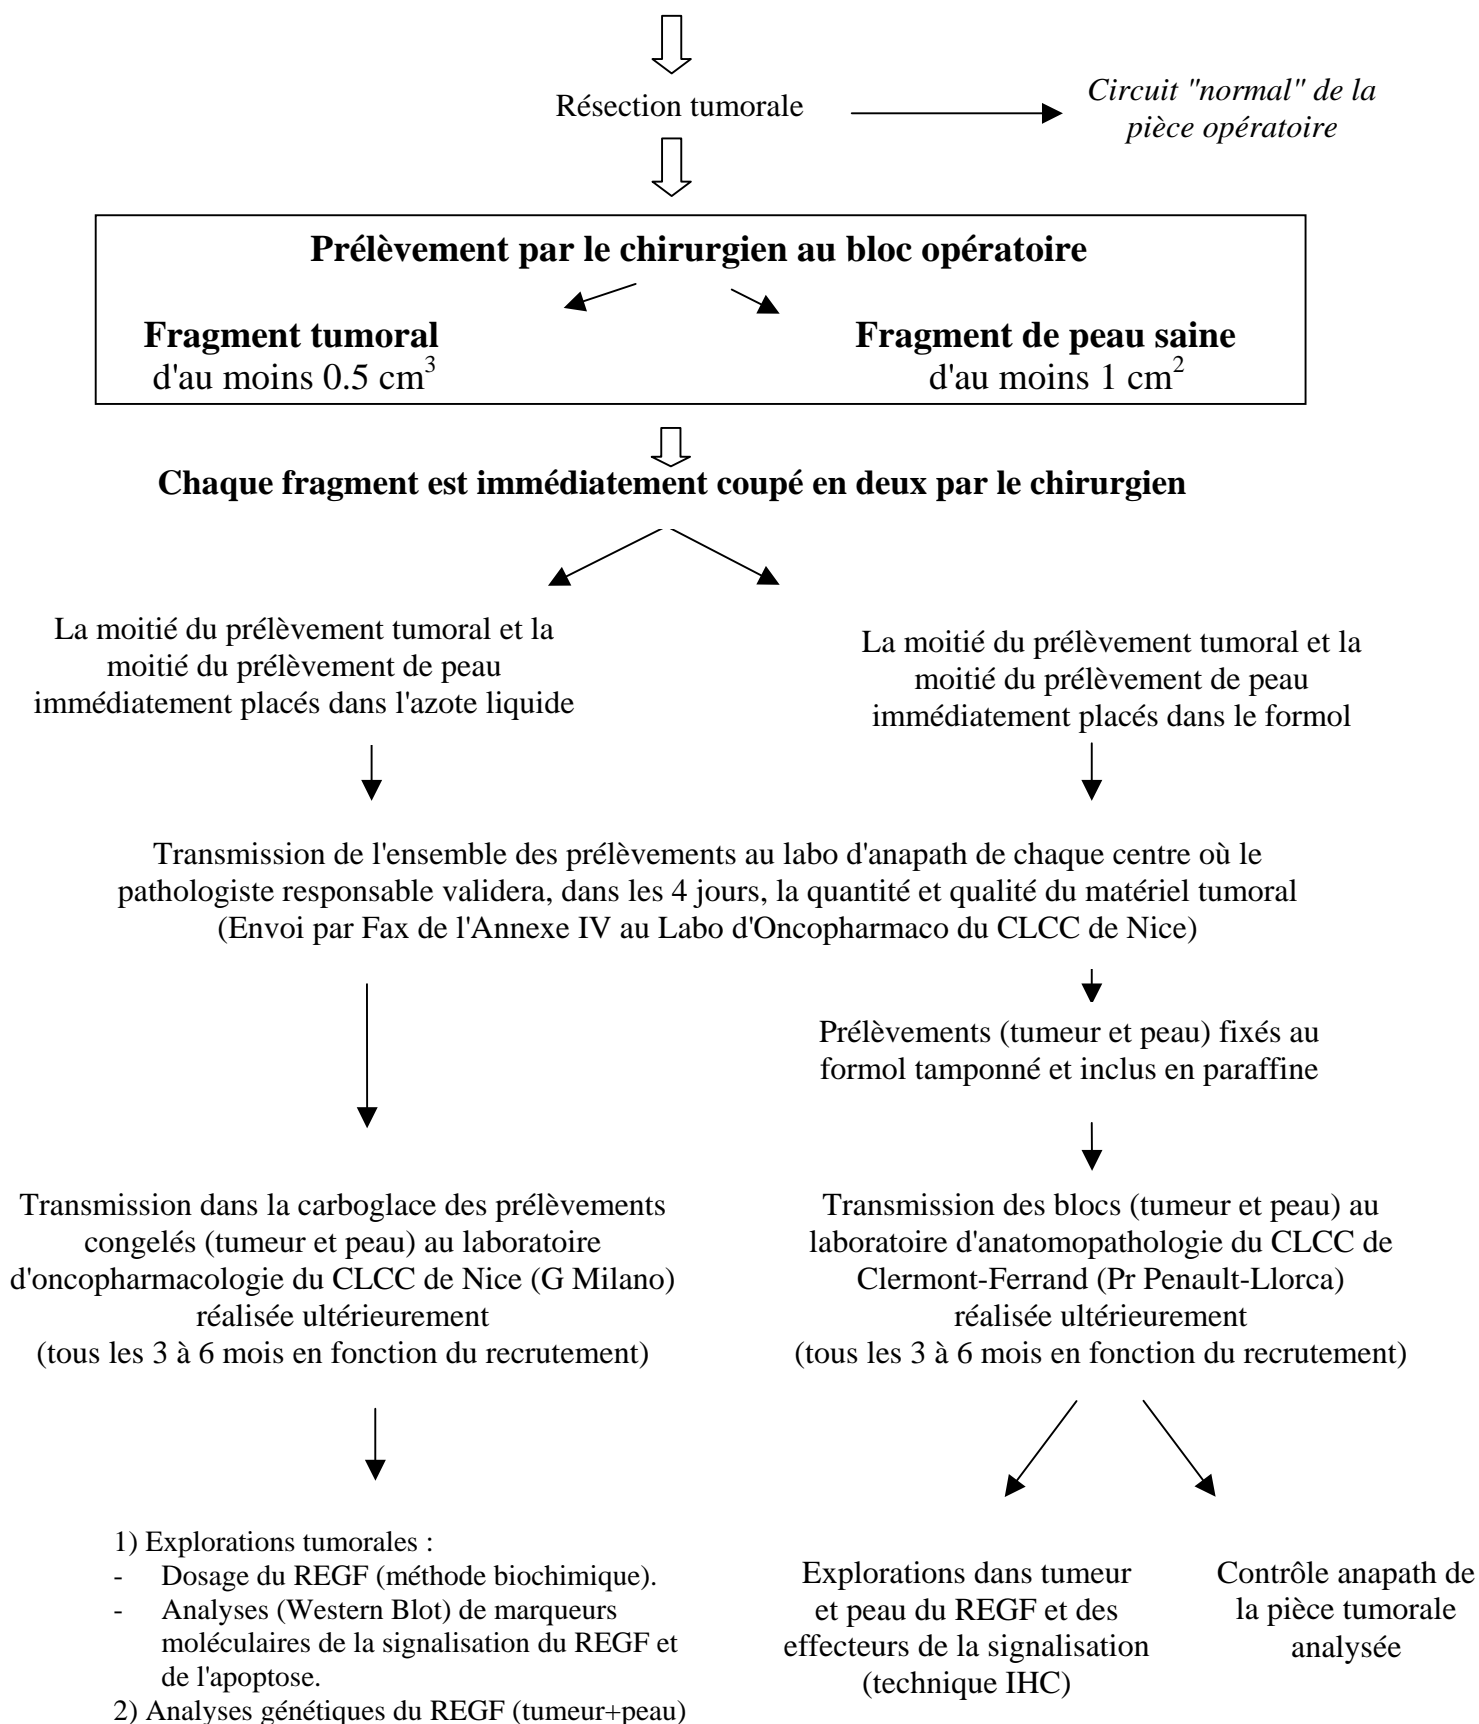 Résection tumorale
Circuit "normal" de la
pièce opératoire
Prélèvement par le chirurgien au bloc opératoire
Fragment tumoral
d'au moins 0.5 cm³
Fragment de peau saine
d'au moins 1 cm²
Chaque fragment est immédiatement coupé en deux par le chirurgien
La moitié du prélèvement tumoral et la
moitié du prélèvement de peau
immédiatement placés dans l'azote liquide
La moitié du prélèvement tumoral et la
moitié du prélèvement de peau
immédiatement placés dans le formol
Transmission de l'ensemble des prélèvements au labo d'anapath de chaque centre où le
pathologiste responsable validera, dans les 4 jours, la quantité et qualité du matériel tumoral
(Envoi par Fax de l'Annexe IV au Labo d'Oncopharmaco du CLCC de Nice)
Prélèvements (tumeur et peau) fixés au
formol tamponné et inclus en paraffine
Transmission dans la carboglace des prélèvements
congelés (tumeur et peau) au laboratoire
d'oncopharmacologie du CLCC de Nice (G Milano)
réalisée ultérieurement
(tous les 3 à 6 mois en fonction du recrutement)
Transmission des blocs (tumeur et peau) au
laboratoire d'anatomopathologie du CLCC de
Clermont-Ferrand (Pr Penault-Llorca)
réalisée ultérieurement
(tous les 3 à 6 mois en fonction du recrutement)
1) Explorations tumorales :
- Dosage du REGF (méthode biochimique).
- Analyses (Western Blot) de marqueurs
moléculaires de la signalisation du REGF et
de l'apoptose.
2) Analyses génétiques du REGF (tumeur+peau)
Explorations dans tumeur
et peau du REGF et des
effecteurs de la signalisation
(technique IHC)
Contrôle anapath de
la pièce tumorale
analysée